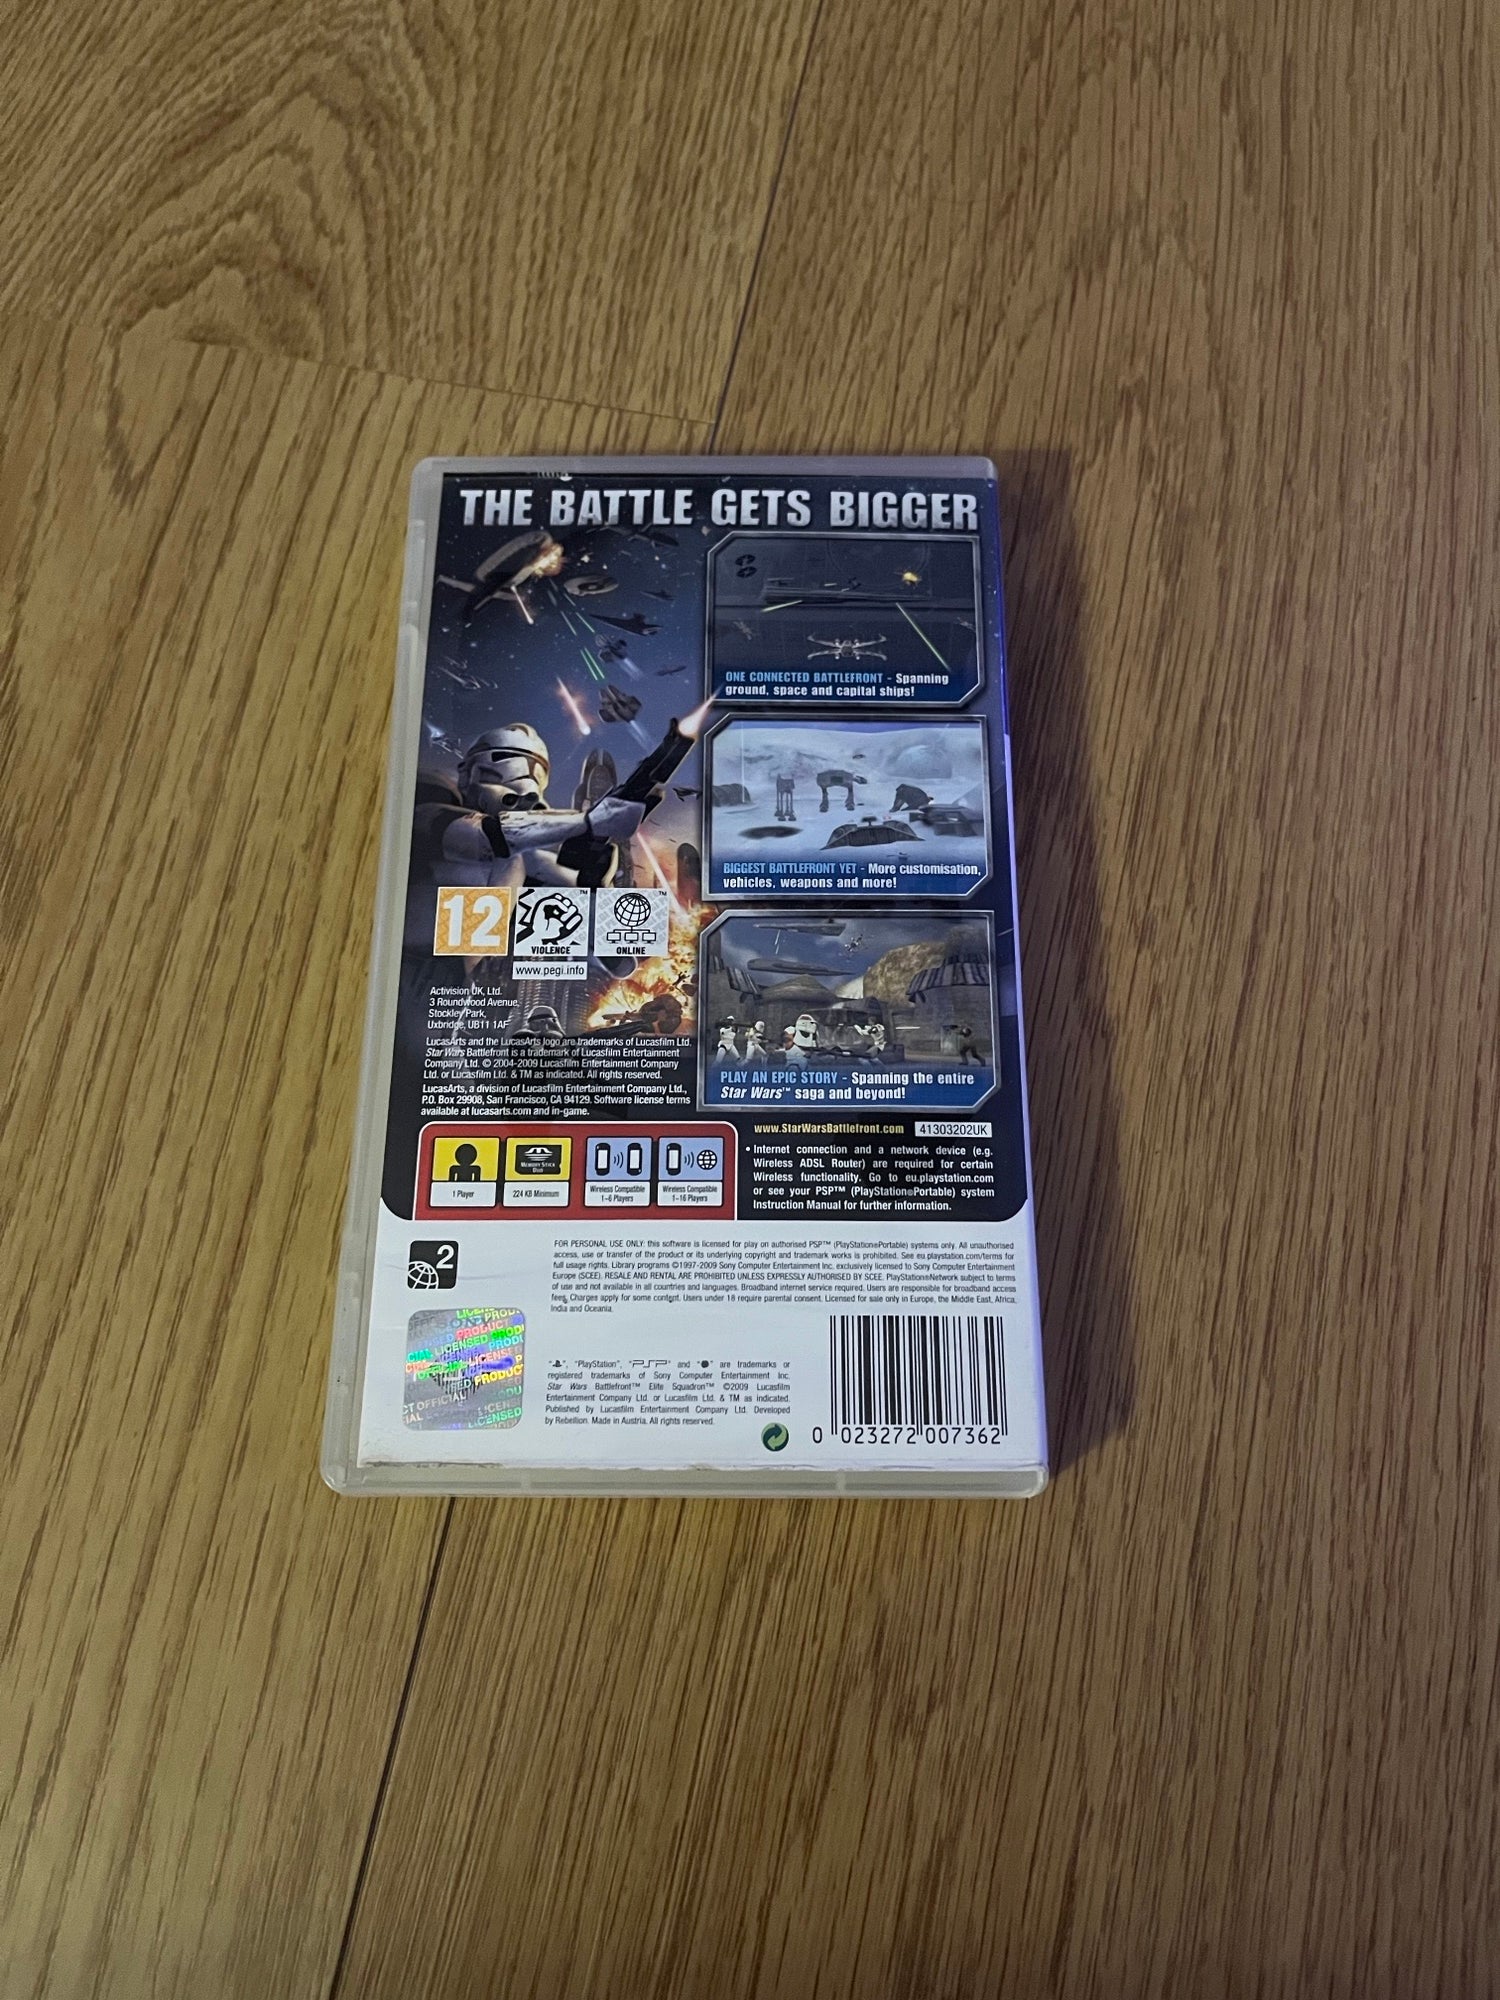 THE BATTLE GETS BIGGER
ONE CONNECTED BATTLEFRONT - Spanning
ground, space and capital ships!
BIGGEST BATTLEFRONT YET - More customisation,
vehicles, weapons and more!
PLAY AN EPIC STORY - Spanning the entire
Star Wars™ saga and beyond!
12
VIOLENCE
ONLINE
www.pegi.info
Activision UK, Ltd.
3 Roundwood Avenue,
Stockley Park,
Uxbridge, UB11 1AF
LucasArts and the LucasArts logo are trademarks of Lucasfilm Ltd.
Star Wars Battlefront is a trademark of Lucasfilm Entertainment
Company Ltd. © 2004-2009 Lucasfilm Entertainment Company
Ltd. or Lucasfilm Ltd. & TM as indicated. All rights reserved.
LucasArts, a division of Lucasfilm Entertainment Company Ltd.,
P.O. Box 29908, San Francisco, CA 94129. Software license terms
available at lucasarts.com and in-game.
www.StarWarsBattlefront.com 41303202UK
• Internet connection and a network device (e.g.
Wireless ADSL Router) are required for certain
Wireless functionality. Go to eu.playstation.com
or see your PSP™ (PlayStation®Portable) system
Instruction Manual for further information.
MEMORY STICK
DUO
1 Player
224 KB Minimum
Wireless Compatible
1-6 Players
Wireless Compatible
1-16 Players
2
FOR PERSONAL USE ONLY: this software is licensed for play on authorised PSP™ (PlayStation®Portable) systems only. All unauthorised
access, use or transfer of the product or its underlying copyright and trademark works is prohibited. See eu.playstation.com/terms for
full usage rights. Library programs ©1997-2009 Sony Computer Entertainment Inc. exclusively licensed to Sony Computer Entertainment
Europe (SCEE). RESALE AND RENTAL ARE PROHIBITED UNLESS EXPRESSLY AUTHORISED BY SCEE. PlayStation®Network subject to terms
of use and not available in all countries and languages. Broadband internet service required. Users are responsible for broadband access
fees. Charges apply for some content. Users under 18 require parental consent. Licensed for sale only in Europe, the Middle East, Africa,
India and Oceania.
"PlayStation", "PSP" and "●" are trademarks or
registered trademarks of Sony Computer Entertainment Inc.
Star Wars Battlefront™ Elite Squadron™ ©2009 Lucasfilm
Entertainment Company Ltd. or Lucasfilm Ltd. & TM as indicated.
Published by Lucasfilm Entertainment Company Ltd. Developed
by Rebellion. Made in Austria. All rights reserved.
0 023272 007362